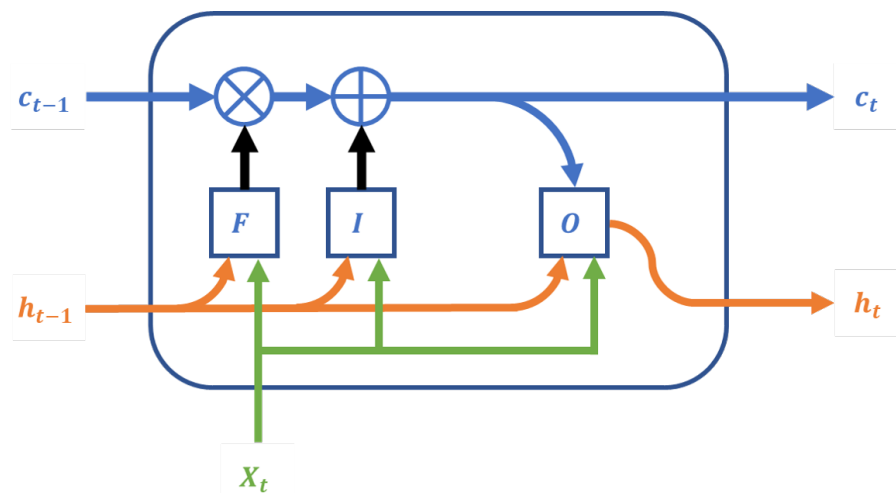 c_{t-1}
c_t
F
I
O
h_{t-1}
h_t
X_t